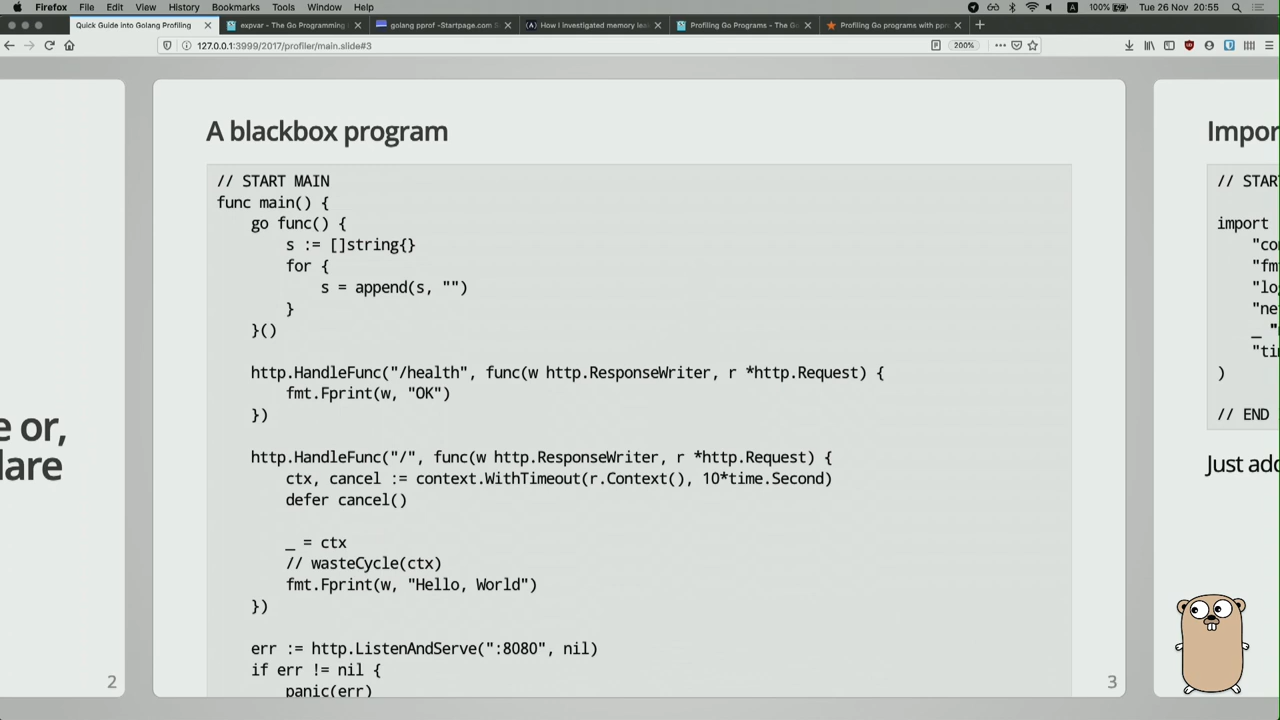 Firefox File Edit View History Bookmarks Tools Window Help 100% Tue 26 Nov 20:55
Quick Guide into Golang Profiling expvar - The Go Programming golang pprof -Startpage.com How I investigated memory Profiling Go Programs - The Profiling Go programs with
127.0.0.1:3999/2017/profiler/main.slide#3 200%
e or,
lare
2
A blackbox program
// START MAIN
func main() {
go func() {
s := []string{}
for {
s = append(s, "")
}
}()
http.HandleFunc("/health", func(w http.ResponseWriter, r *http.Request) {
fmt.Fprint(w, "OK")
})
http.HandleFunc("/", func(w http.ResponseWriter, r *http.Request) {
ctx, cancel := context.WithTimeout(r.Context(), 10*time.Second)
defer cancel()
_ = ctx
// wasteCycle(ctx)
fmt.Fprint(w, "Hello, World")
})
err := http.ListenAndServe(":8080", nil)
if err != nil {
panic(err)
3
Impor
// STAR
import
"co
"fm
"lo
"ne
_ "
"ti
)
// END
Just add